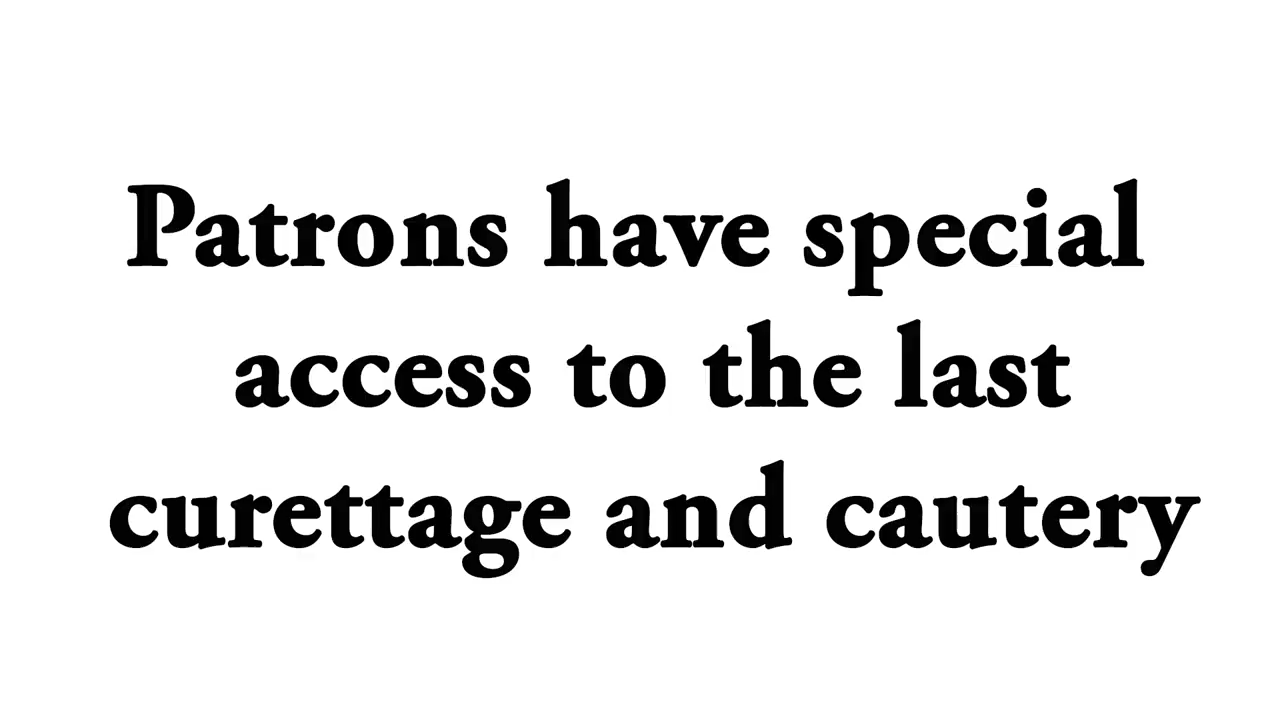 Patrons have special
access to the last
curettage and cautery